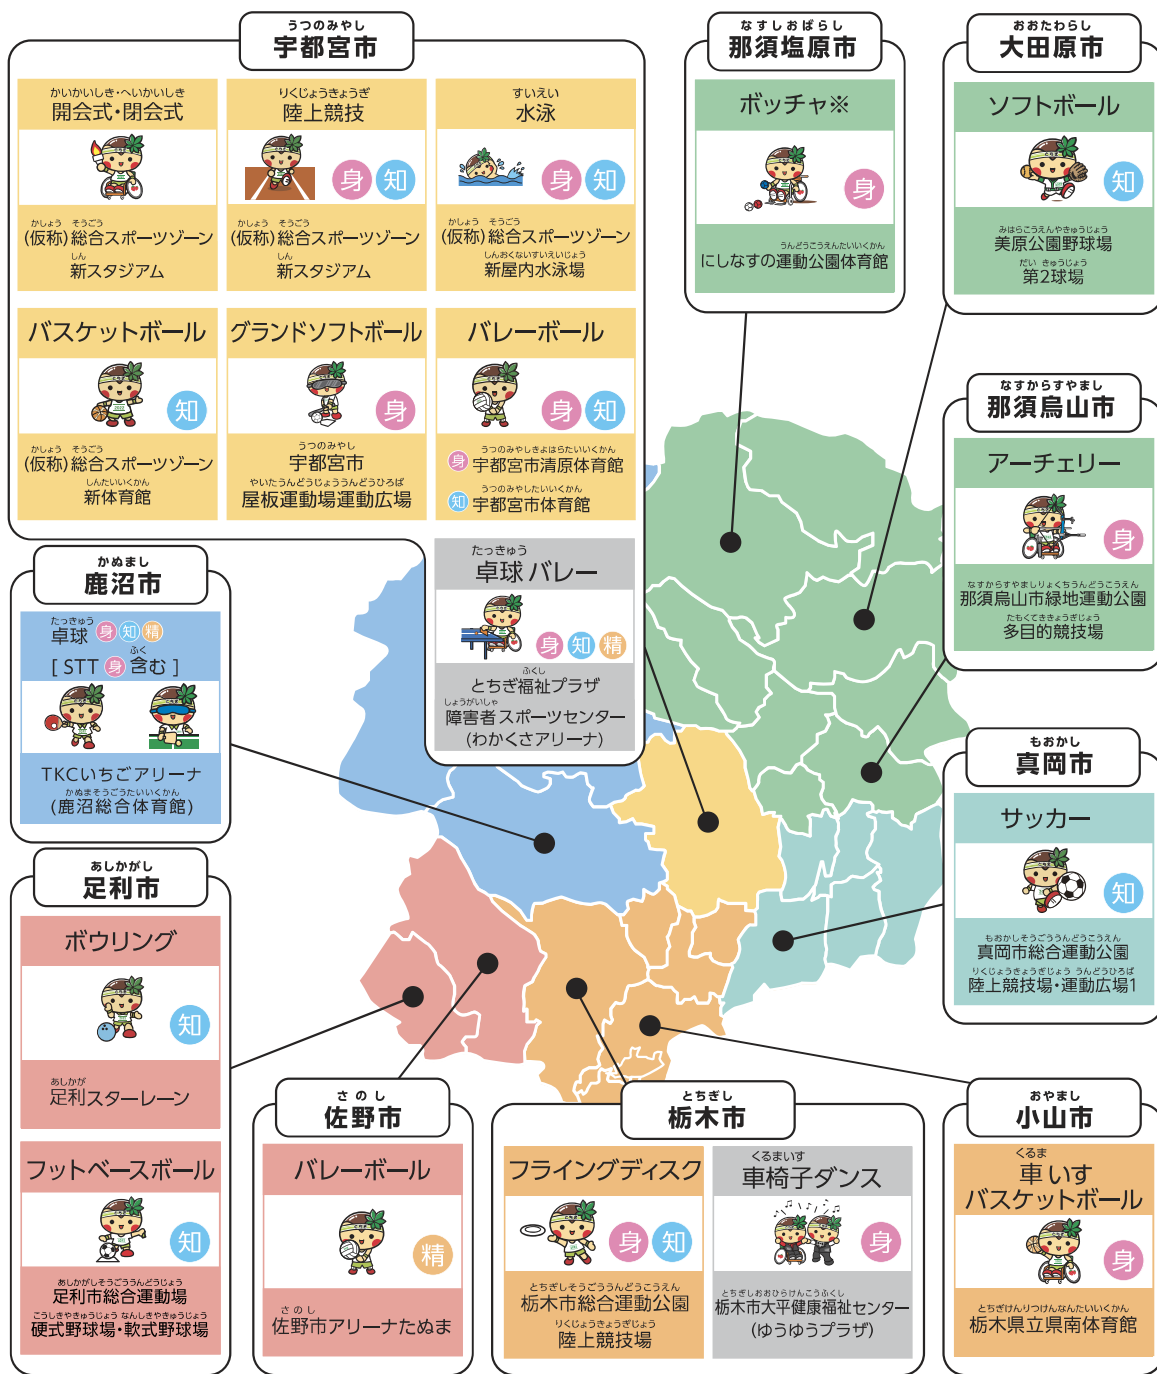 うつのみやし
宇都宮市
かいかいしき・へいかいしき
開会式・閉会式
かしょう そうごう
(仮称)総合スポーツゾーン
しん
新スタジアム
りくじょうきょうぎ
陸上競技
身 知
かしょう そうごう
(仮称)総合スポーツゾーン
しん
新スタジアム
すいえい
水泳
身 知
かしょう そうごう
(仮称)総合スポーツゾーン
しんおくないすいえいじょう
新屋内水泳場
バスケットボール
知
かしょう そうごう
(仮称)総合スポーツゾーン
しんたいいくかん
新体育館
グランドソフトボール
身
うつのみやし
宇都宮市
やいたうんどうじょううんどうひろば
屋板運動場運動広場
バレーボール
身 知
うつのみやしきよはらたいいくかん
身 宇都宮市清原体育館
うつのみやしたいいくかん
知 宇都宮市体育館
たっきゅう
卓球バレー
身 知 精
ふくし
とちぎ福祉プラザ
しょうがいしゃ
障害者スポーツセンター
(わかくさアリーナ)
なすしおばらし
那須塩原市
ボッチャ※
身
うんどうこうえんたいいくかん
にしなすの運動公園体育館
おおたわらし
大田原市
ソフトボール
知
みはらこうえんやきゅうじょう
美原公園野球場
だい きゅうじょう
第2球場
なすからすやまし
那須烏山市
アーチェリー
身
なすからすやましりょくちうんどうこうえん
那須烏山市緑地運動公園
たもくてききょうぎじょう
多目的競技場
かぬまし
鹿沼市
たっきゅう
卓球 身 知 精
ふく
[STT 身 含む]
TKCいちごアリーナ
かぬまそうごうたいいくかん
(鹿沼総合体育館)
もおかし
真岡市
サッカー
知
もおかしそうごううんどうこうえん
真岡市総合運動公園
りくじょうきょうぎじょう うんどうひろば
陸上競技場・運動広場1
あしかがし
足利市
ボウリング
知
あしかが
足利スターレーン
フットベースボール
知
あしかがしそうごううんどうじょう
足利市総合運動場
こうしきやきゅうじょう なんしきやきゅうじょう
硬式野球場・軟式野球場
さのし
佐野市
バレーボール
精
さのし
佐野市アリーナたぬま
とちぎし
栃木市
フライングディスク
身 知
とちぎしそうごううんどうこうえん
栃木市総合運動公園
りくじょうきょうぎじょう
陸上競技場
くるまいす
車椅子ダンス
身
とちぎしおおひらけんこうふくし
栃木市大平健康福祉センター
(ゆうゆうプラザ)
おやまし
小山市
くるま
車いす
バスケットボール
身
とちぎけんりつけんなんたいいくかん
栃木県立県南体育館